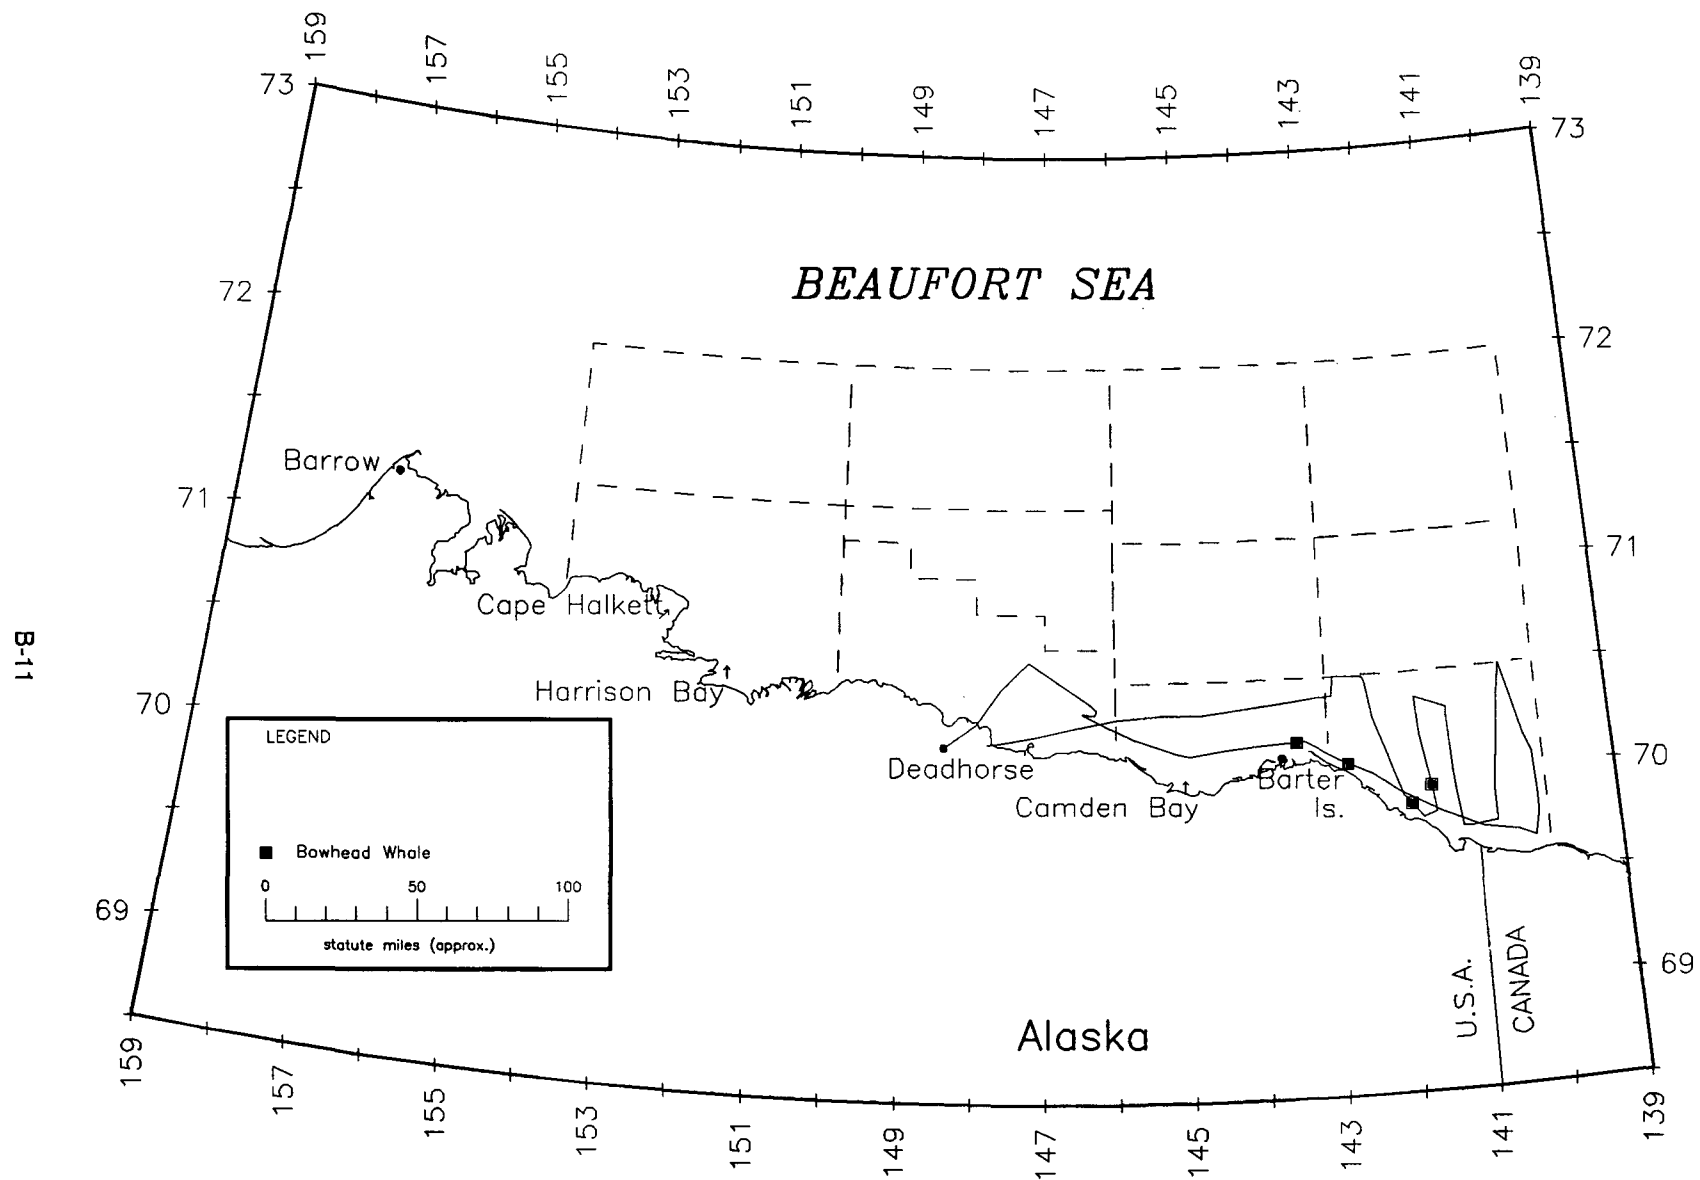 159
157
155
153
151
149
147
145
143
141
139
73
73
BEAUFORT SEA
72
72
Barrow
71
71
Cape Halkett
B-11
Harrison Bay
70
70
LEGEND
Deadhorse
Barter
Is.
Camden Bay
Bowhead Whale
0 50 100
69
statute miles (approx.)
69
U.S.A.
CANADA
Alaska
159
157
155
153
151
149
147
145
143
141
139